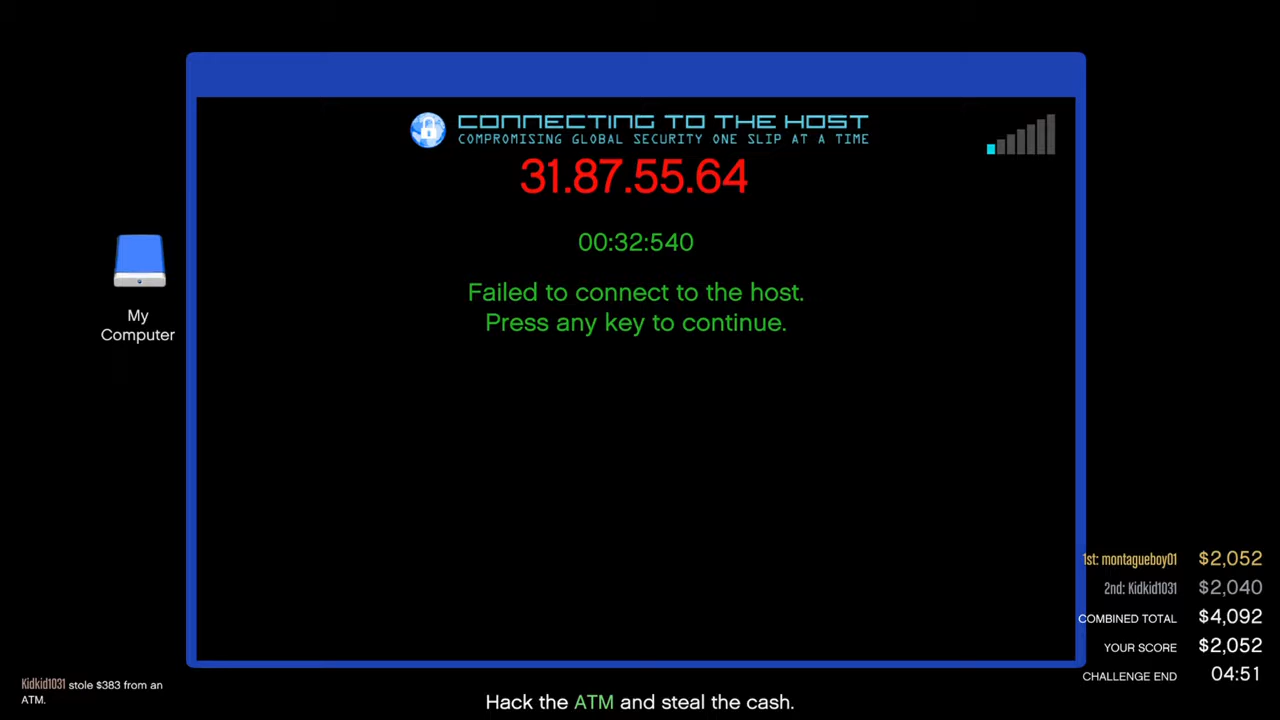 CONNECTING TO THE HOST
COMPROMISING GLOBAL SECURITY ONE SLIP AT A TIME
31.87.55.64
00:32:540
Failed to connect to the host.
Press any key to continue.
My
Computer
1st: montagueboy01 $2,052
2nd: Kidkid1031 $2,040
COMBINED TOTAL $4,092
YOUR SCORE $2,052
CHALLENGE END 04:51
Kidkid1031 stole $383 from an
ATM.
Hack the ATM and steal the cash.